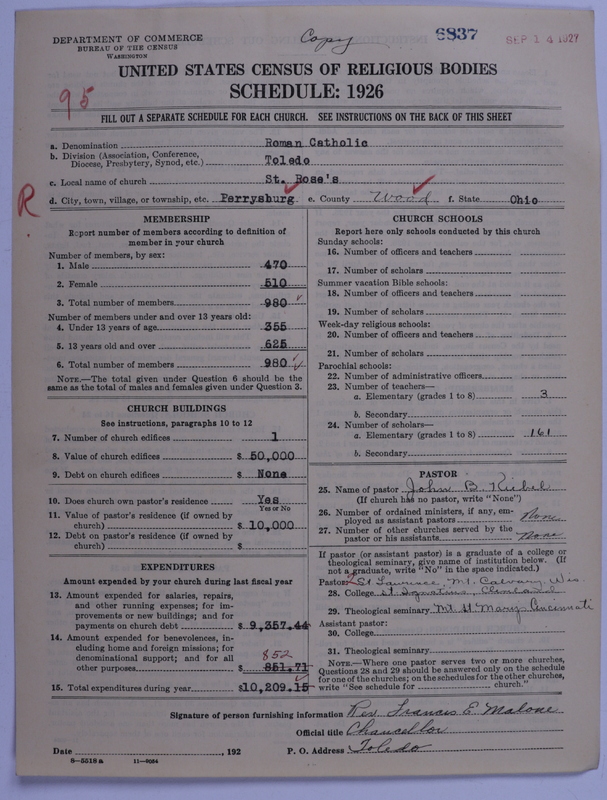 DEPARTMENT OF COMMERCE
BUREAU OF THE CENSUS
WASHINGTON
Copy
6837
SEP 14 1927
UNITED STATES CENSUS OF RELIGIOUS BODIES
SCHEDULE: 1926
95
FILL OUT A SEPARATE SCHEDULE FOR EACH CHURCH. SEE INSTRUCTIONS ON THE BACK OF THIS SHEET
a. Denomination Roman Catholic
b. Division (Association, Conference,
Diocese, Presbytery, Synod, etc.) Toledo
c. Local name of church St. Rose's
R
d. City, town, village, or township, etc. Perrysburg e. County Wood f. State Ohio
MEMBERSHIP
Report number of members according to definition of
member in your church
Number of members, by sex:
1. Male 470
2. Female 510
3. Total number of members 980
Number of members under and over 13 years old:
4. Under 13 years of age 355
5. 13 years old and over 625
6. Total number of members 980
NOTE.—The total given under Question 6 should be the
same as the total of males and females given under Question 3.
CHURCH BUILDINGS
See instructions, paragraphs 10 to 12
7. Number of church edifices 1
8. Value of church edifices $ 50,000
9. Debt on church edifices $ None
10. Does church own pastor's residence Yes
Yes or No
11. Value of pastor's residence (if owned by
church) $ 10,000
12. Debt on pastor's residence (if owned by
church) $
EXPENDITURES
Amount expended by your church during last fiscal year
13. Amount expended for salaries, repairs,
and other running expenses; for im-
provements or new buildings; and for
payments on church debt $ 9,357.44
14. Amount expended for benevolences, in-
cluding home and foreign missions; for
denominational support; and for all 852
other purposes $ 851.71
15. Total expenditures during year $10,209.15
CHURCH SCHOOLS
Report here only schools conducted by this church
Sunday schools:
16. Number of officers and teachers
17. Number of scholars
Summer vacation Bible schools:
18. Number of officers and teachers
19. Number of scholars
Week-day religious schools:
20. Number of officers and teachers
21. Number of scholars
Parochial schools:
22. Number of administrative officers
23. Number of teachers—
a. Elementary (grades 1 to 8) 3
b. Secondary
24. Number of scholars—
a. Elementary (grades 1 to 8) 161
b. Secondary
PASTOR
25. Name of pastor John B.
(If church has no pastor, write "None")
26. Number of ordained ministers, if any, em-
ployed as assistant pastors None
27. Number of other churches served by the
pastor or his assistants None
If pastor (or assistant pastor) is a graduate of a college or
theological seminary, give name of institution below. (If
not a graduate, write "No" in the space indicated.)
Pastor: St Lawrence, Mt. Calvary, Wis.
28. College St Ignatius, Cleveland
29. Theological seminary Mt St Marys Cincinnati
Assistant pastor:
30. College
31. Theological seminary
NOTE.—Where one pastor serves two or more churches,
Questions 28 and 29 should be answered only on the schedule
for one of the churches; on the schedules for the other churches,
write "See schedule for church."
Signature of person furnishing information Rev. Francis E Malone
Official title Chancellor
Date , 192 P. O. Address Toledo
8—5518a 11—9034